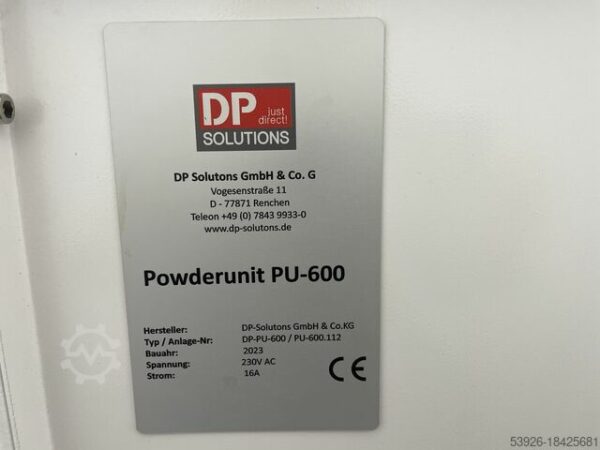 DP just
direct!
SOLUTIONS
DP Solutons GmbH & Co. G
Vogesenstraße 11
D - 77871 Renchen
Teleon +49 (0) 7843 9933-0
www.dp-solutons.de
Powderunit PU-600
Hersteller: DP-Solutons GmbH & Co.KG
Typ / Anlage-Nr: DP-PU-600 / PU-600.112
Bauahr: 2023
Spannung: 230V AC
Strom: 16A
CE
53926-18425681